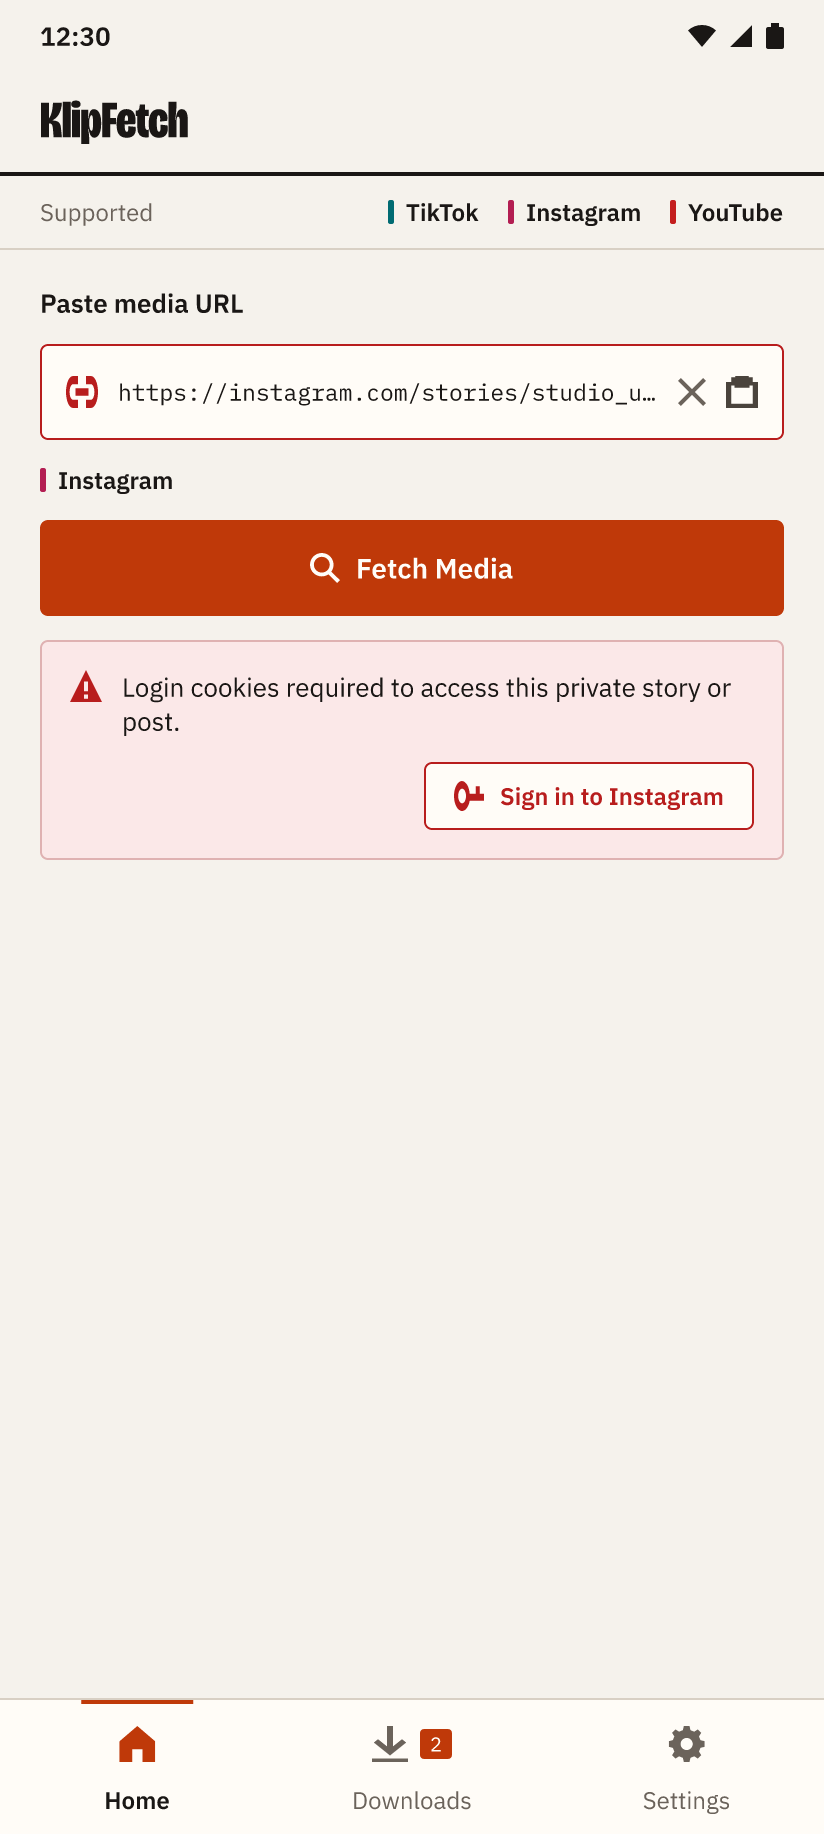 12:30
KlipFetch
Supported TikTok Instagram YouTube
Paste media URL
https://instagram.com/stories/studio_u…
Instagram
Fetch Media
Login cookies required to access this private story or
post.
Sign in to Instagram
2
Home Downloads Settings